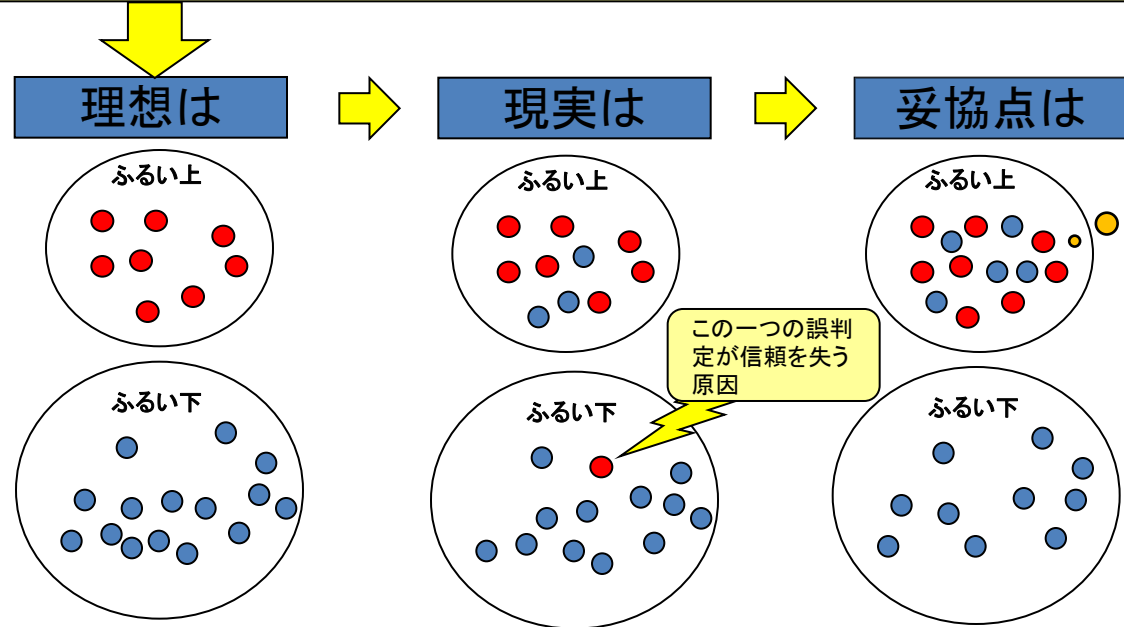 理想は
現実は
妥協点は
ふるい上
ふるい上
ふるい上
この一つの誤判
定が信頼を失う
原因
ふるい下
ふるい下
ふるい下